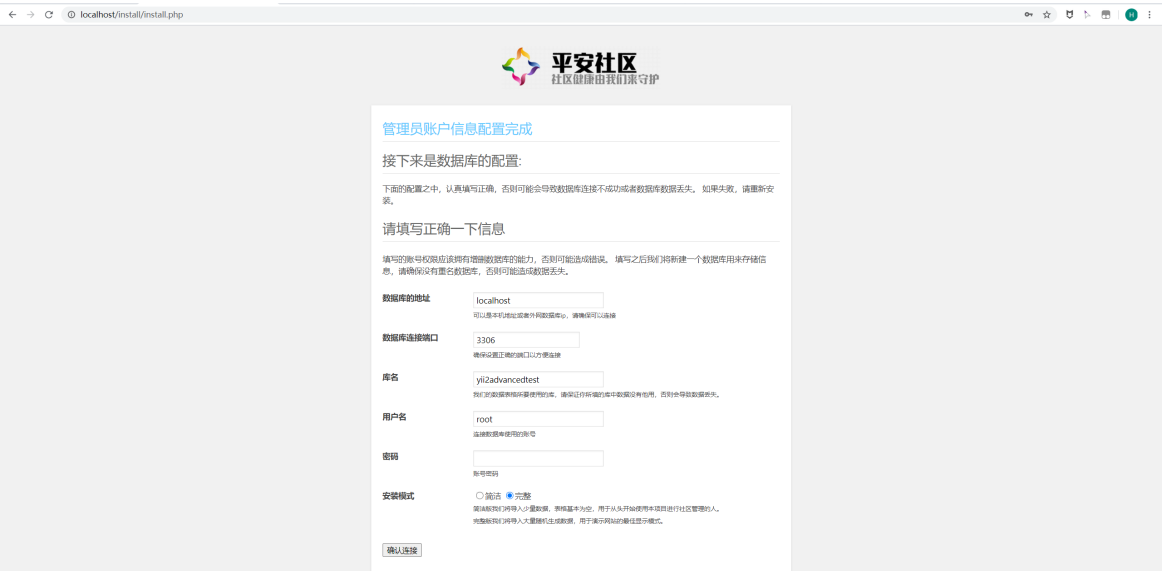 localhost/install/install.php
H
平安社区
社区健康由我们来守护
管理员账户信息配置完成
接下来是数据库的配置:
下面的配置之中，认真填写正确，否则可能会导致数据库连接不成功或者数据库数据丢失。 如果失败，请重新安
装。
请填写正确一下信息
填写的账号权限应该拥有增删数据库的能力，否则可能造成错误。 填写之后我们将新建一个数据库用来存储信
息，请确保没有重名数据库，否则可能造成数据丢失。
数据库的地址
localhost
可以是本机地址或者外网数据库ip，请确保可以连接
数据库连接端口
3306
确保设置正确的端口以方便连接
库名
yii2advancedtest
我们的数据表格所要使用的库，请保证你所填的库中数据没有他用，否则会导致数据丢失。
用户名
root
连接数据库使用的账号
密码
账号密码
安装模式
简洁 完整
简洁版我们将导入少量数据，表格基本为空，用于从头开始使用本项目进行社区管理的人。
完整版我们将导入大量随机生成数据，用于演示网站的最佳显示模式。
确认连接